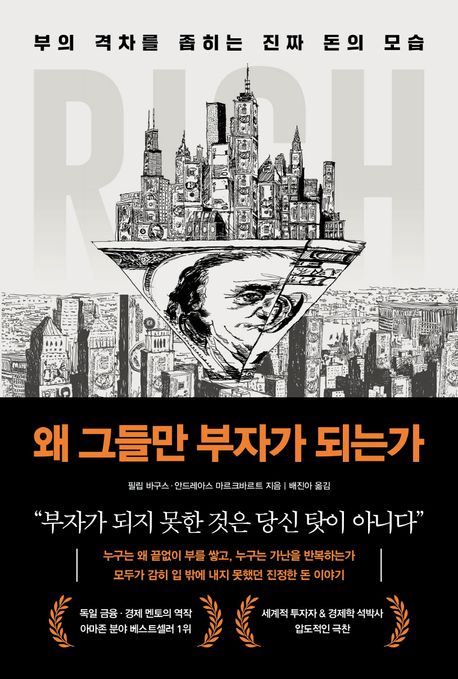 부의 격차를 좁히는 진짜 돈의 모습
RICH
왜 그들만 부자가 되는가
필립 바구스 · 안드레아스 마르크바르트 지음 | 배진아 옮김
“부자가 되지 못한 것은 당신 탓이 아니다”
누구는 왜 끝없이 부를 쌓고, 누구는 가난을 반복하는가
모두가 감히 입 밖에 내지 못했던 진정한 돈 이야기
독일 금융 · 경제 멘토의 역작
아마존 분야 베스트셀러 1위
세계적 투자자 & 경제학 석박사
압도적인 극찬